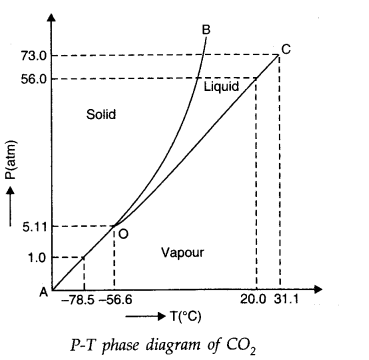 B
C
73.0
56.0
Liquid
Solid
P(atm)
5.11
O
Vapour
1.0
A
−78.5 −56.6 20.0 31.1
T(°C)
P-T phase diagram of CO₂